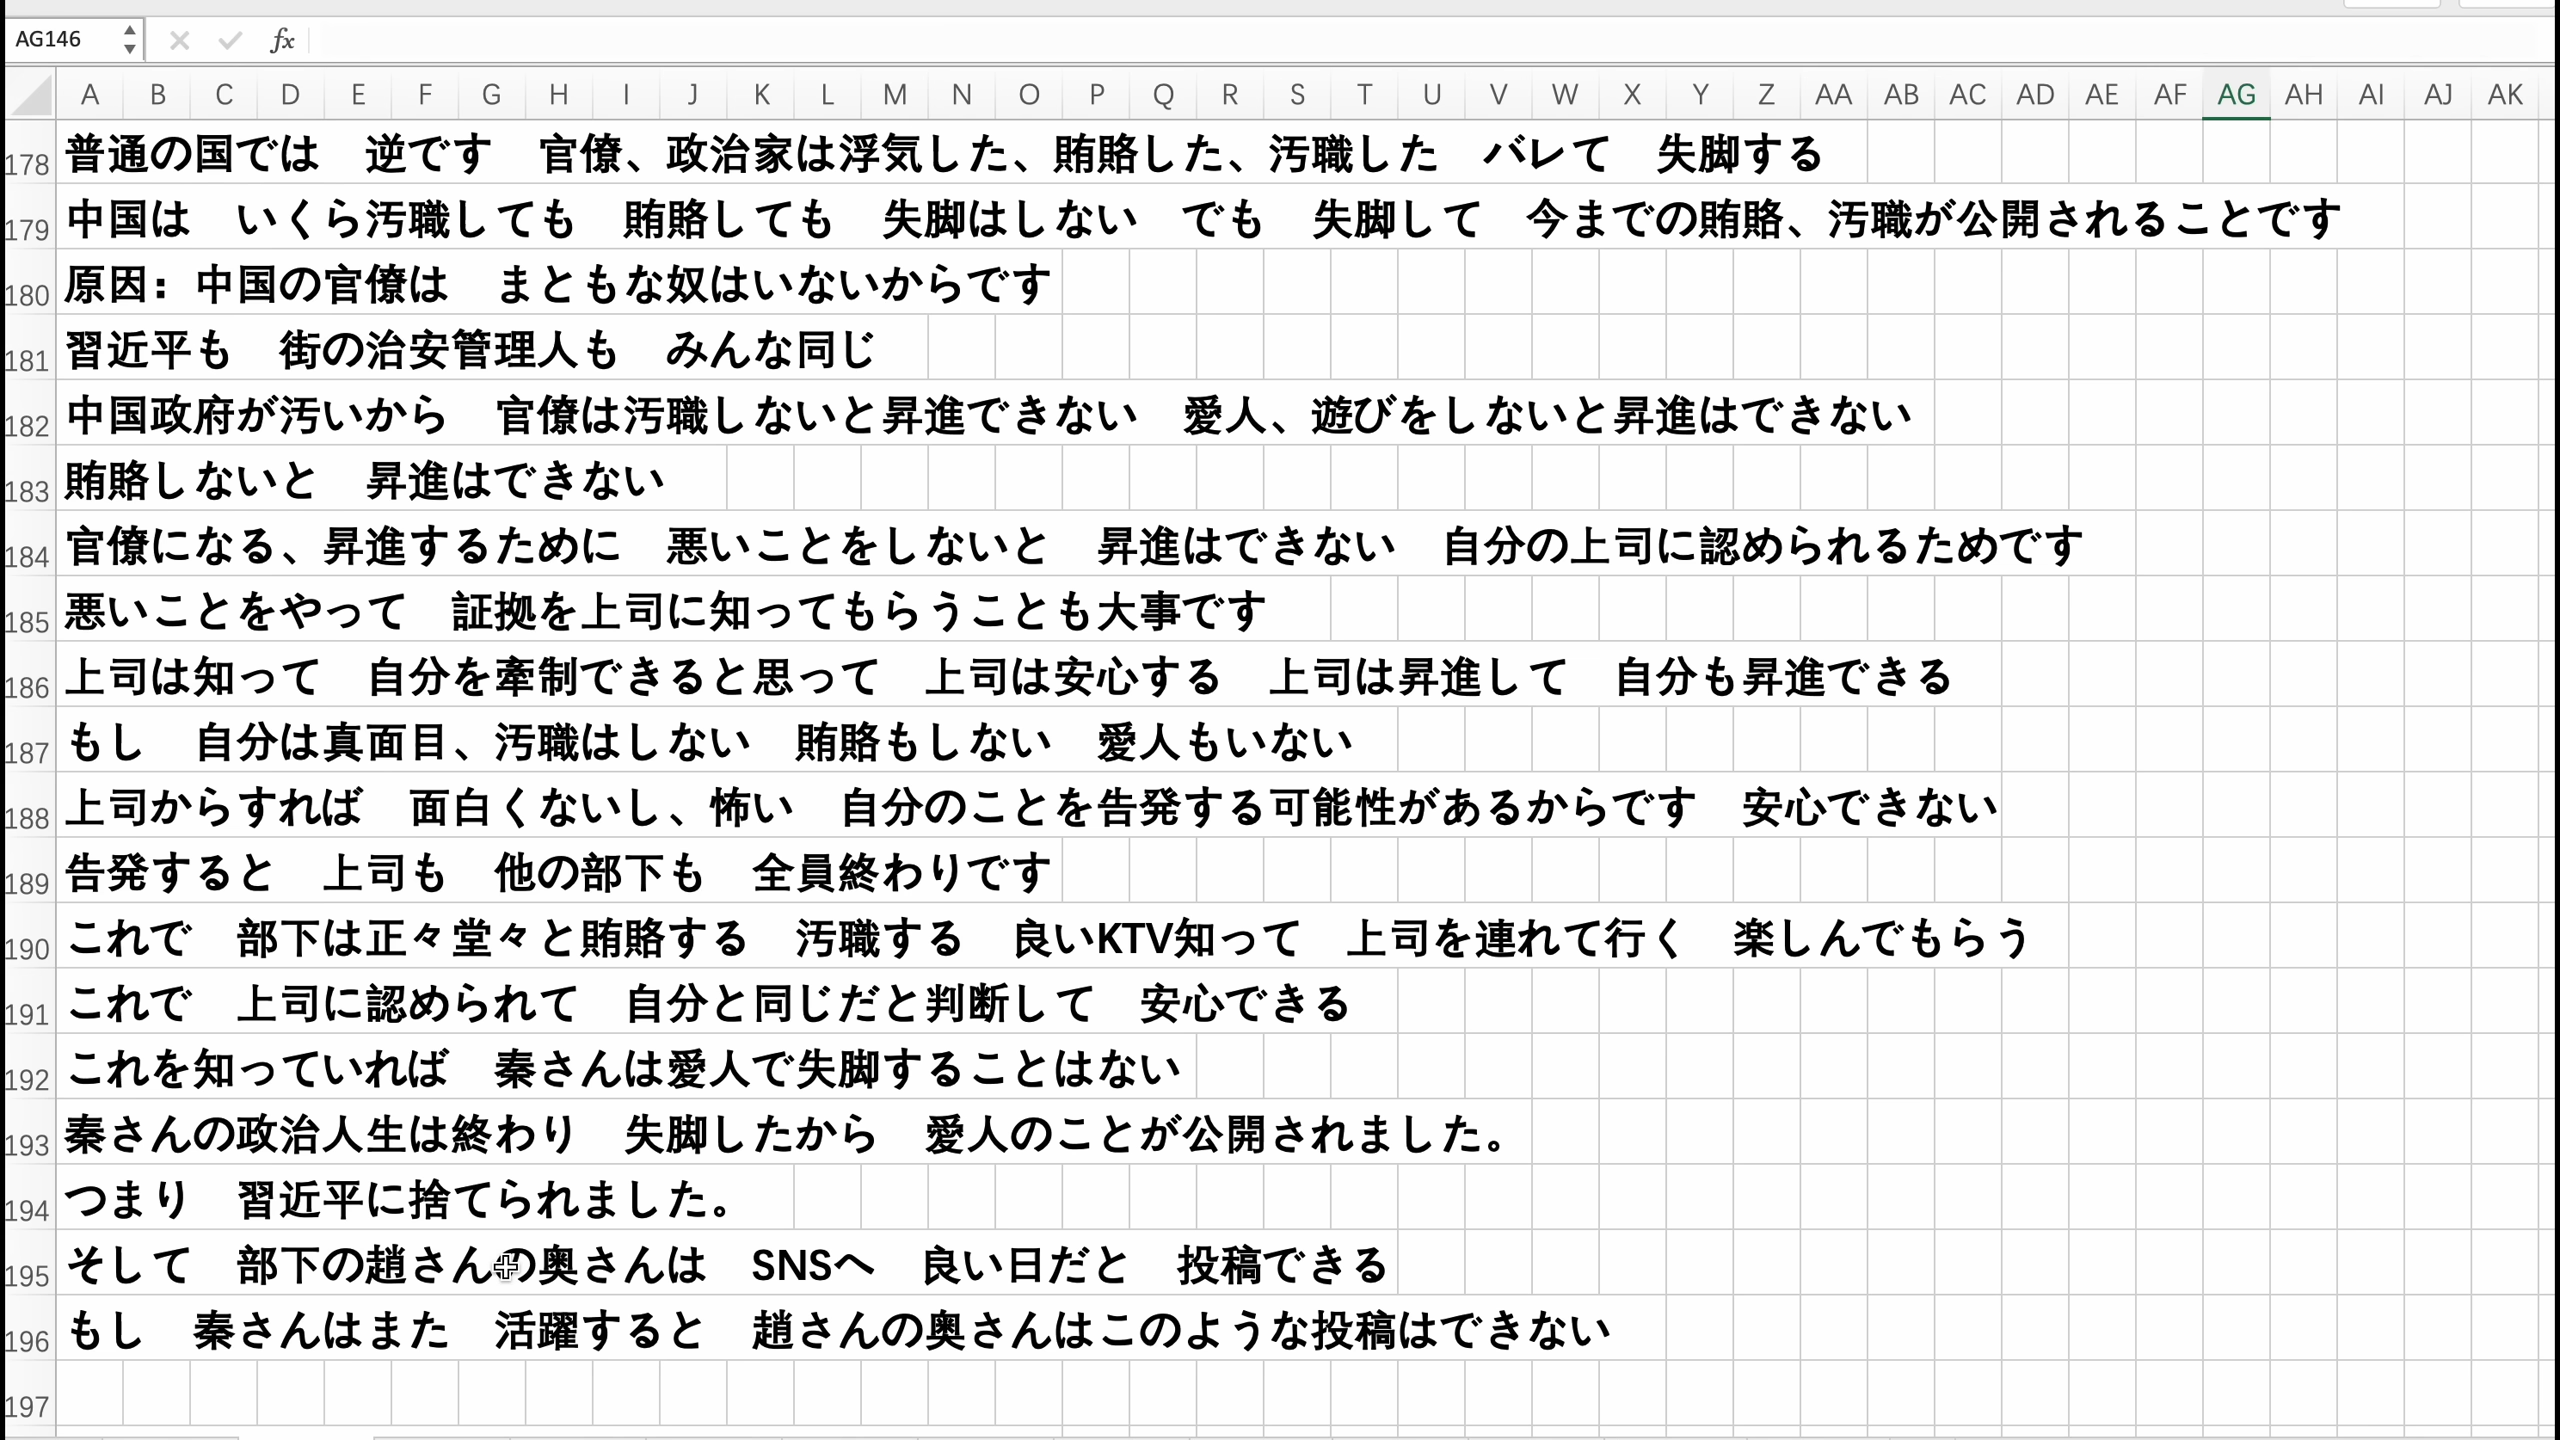 AG146 fx
A B C D E F G H I J K L M N O P Q R S T U V W X Y Z AA AB AC AD AE AF AG AH AI AJ AK
178 普通の国では　逆です　官僚、政治家は浮気した、賄賂した、汚職した　バレて　失脚する
179 中国は　いくら汚職しても　賄賂しても　失脚はしない　でも　失脚して　今までの賄賂、汚職が公開されることです
180 原因：中国の官僚は　まともな奴はいないからです
181 習近平も　街の治安管理人も　みんな同じ
182 中国政府が汚いから　官僚は汚職しないと昇進できない　愛人、遊びをしないと昇進はできない
183 賄賂しないと　昇進はできない
184 官僚になる、昇進するために　悪いことをしないと　昇進はできない　自分の上司に認められるためです
185 悪いことをやって　証拠を上司に知ってもらうことも大事です
186 上司は知って　自分を牽制できると思って　上司は安心する　上司は昇進して　自分も昇進できる
187 もし　自分は真面目、汚職はしない　賄賂もしない　愛人もいない
188 上司からすれば　面白くないし、怖い　自分のことを告発する可能性があるからです　安心できない
189 告発すると　上司も　他の部下も　全員終わりです
190 これで　部下は正々堂々と賄賂する　汚職する　良いKTV知って　上司を連れて行く　楽しんでもらう
191 これで　上司に認められて　自分と同じだと判断して　安心できる
192 これを知っていれば　秦さんは愛人で失脚することはない
193 秦さんの政治人生は終わり　失脚したから　愛人のことが公開されました。
194 つまり　習近平に捨てられました。
195 そして　部下の趙さんの奥さんは　SNSへ　良い日だと　投稿できる
196 もし　秦さんはまた　活躍すると　趙さんの奥さんはこのような投稿はできない
197